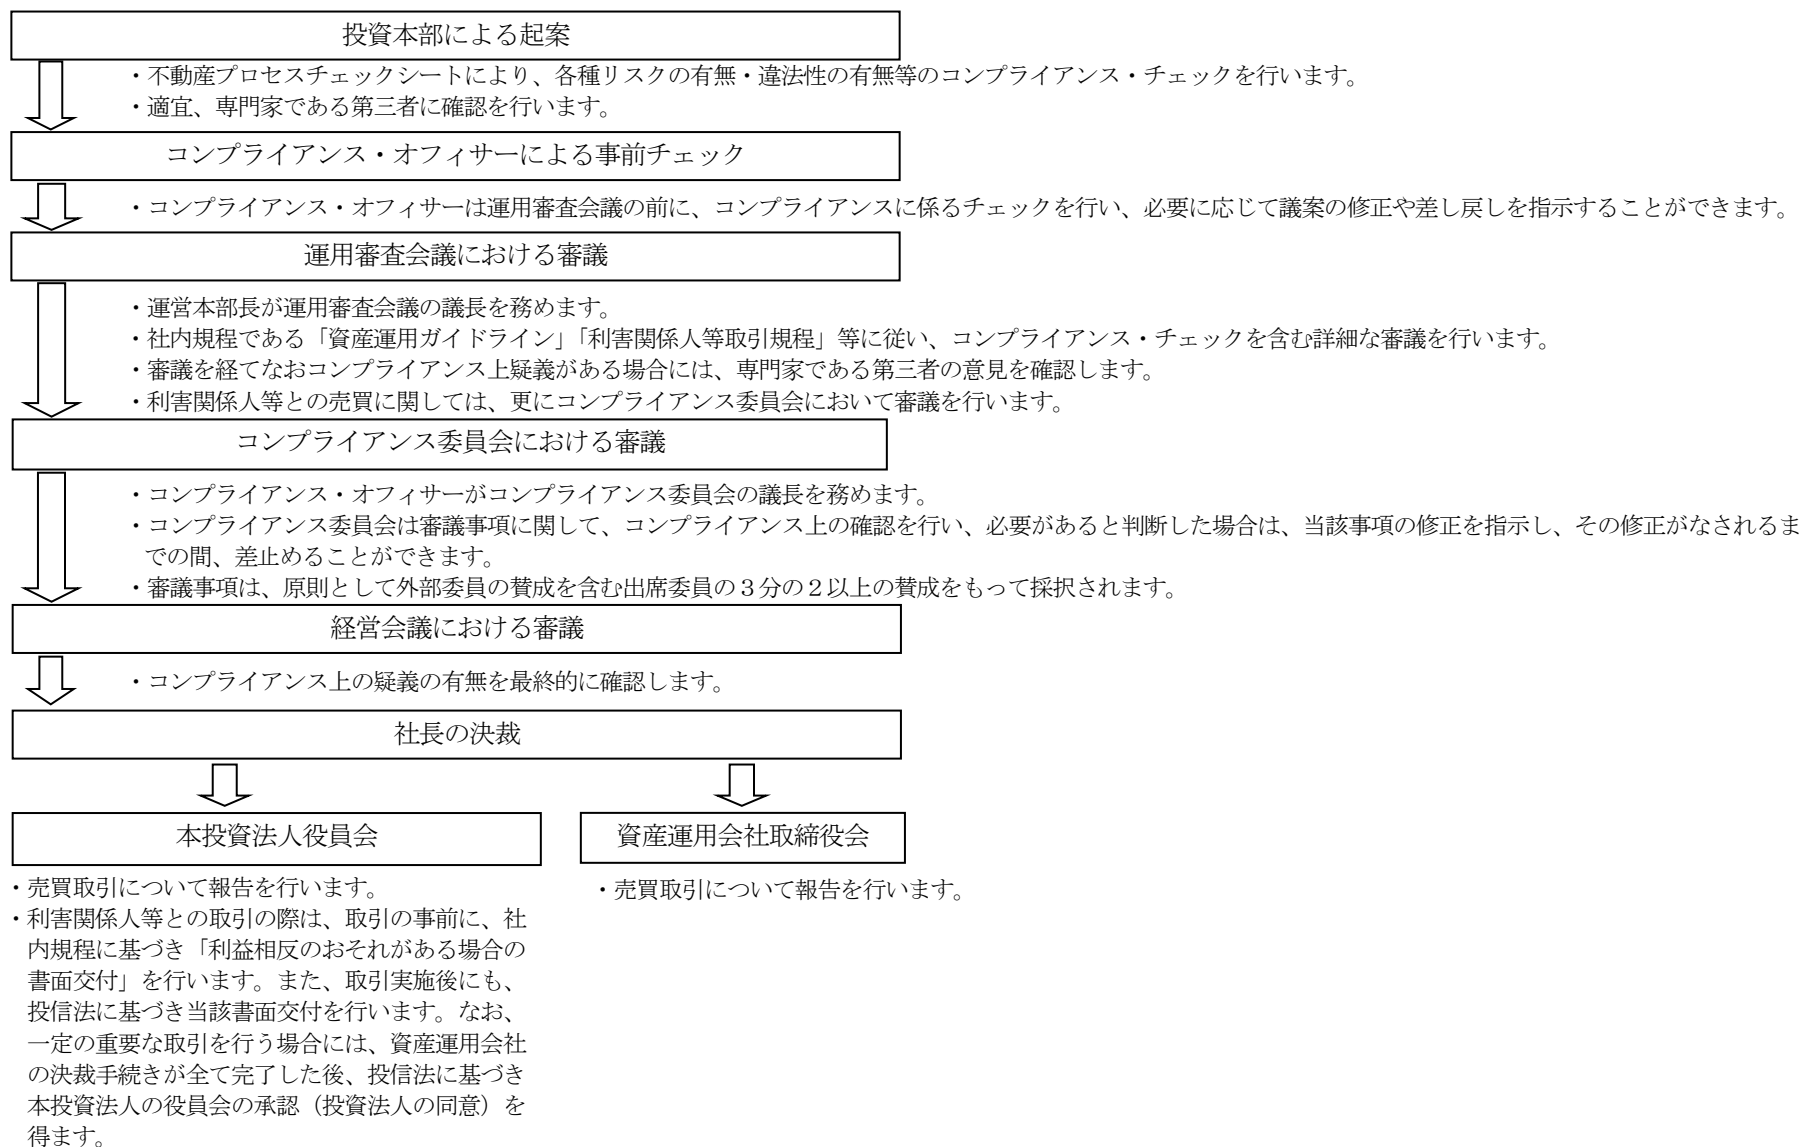 投資本部による起案
・不動産プロセスチェックシートにより、各種リスクの有無・違法性の有無等のコンプライアンス・チェックを行います。
・適宜、専門家である第三者に確認を行います。
コンプライアンス・オフィサーによる事前チェック
・コンプライアンス・オフィサーは運用審査会議の前に、コンプライアンスに係るチェックを行い、必要に応じて議案の修正や差し戻しを指示することができます。
運用審査会議における審議
・運営本部長が運用審査会議の議長を務めます。
・社内規程である「資産運用ガイドライン」「利害関係人等取引規程」等に従い、コンプライアンス・チェックを含む詳細な審議を行います。
・審議を経てなおコンプライアンス上疑義がある場合には、専門家である第三者の意見を確認します。
・利害関係人等との売買に関しては、更にコンプライアンス委員会において審議を行います。
コンプライアンス委員会における審議
・コンプライアンス・オフィサーがコンプライアンス委員会の議長を務めます。
・コンプライアンス委員会は審議事項に関して、コンプライアンス上の確認を行い、必要があると判断した場合は、当該事項の修正を指示し、その修正がなされるま
での間、差止めることができます。
・審議事項は、原則として外部委員の賛成を含む出席委員の３分の２以上の賛成をもって採択されます。
経営会議における審議
・コンプライアンス上の疑義の有無を最終的に確認します。
社長の決裁
本投資法人役員会
・売買取引について報告を行います。
・利害関係人等との取引の際は、取引の事前に、社
内規程に基づき「利益相反のおそれがある場合の
書面交付」を行います。また、取引実施後にも、
投信法に基づき当該書面交付を行います。なお、
一定の重要な取引を行う場合には、資産運用会社
の決裁手続きが全て完了した後、投信法に基づき
本投資法人の役員会の承認（投資法人の同意）を
得ます。
資産運用会社取締役会
・売買取引について報告を行います。